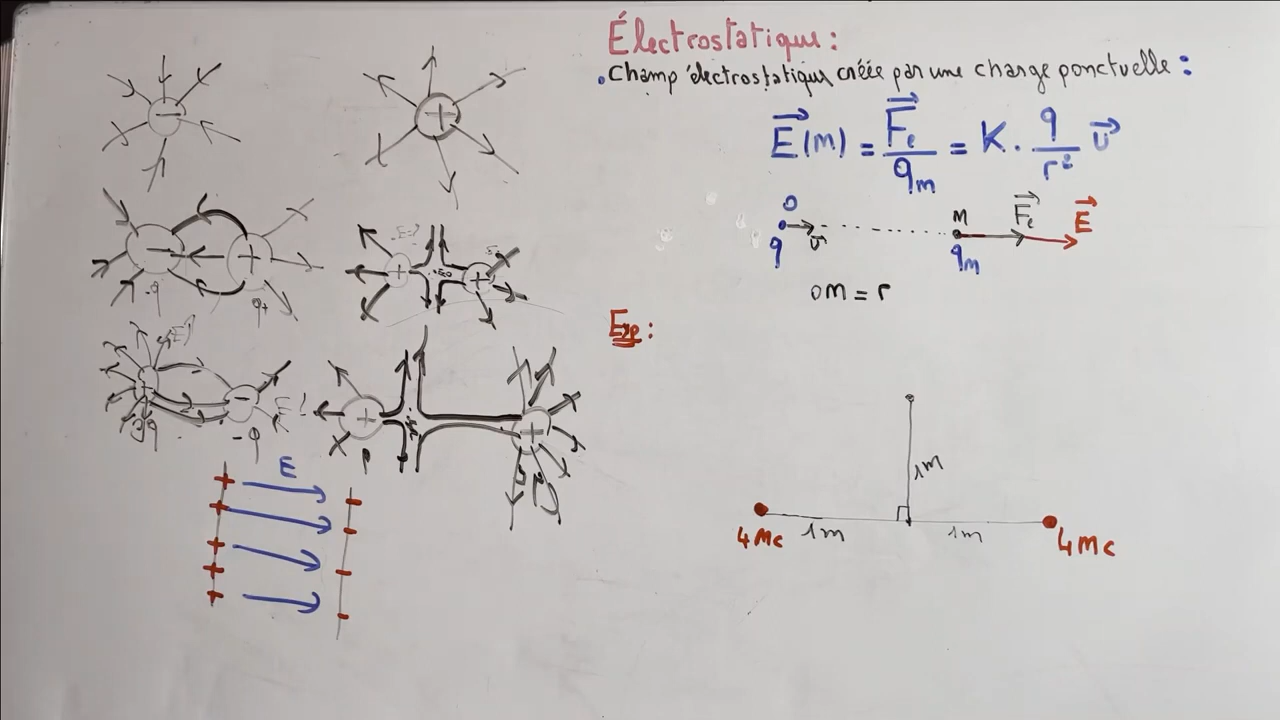 Électrostatique :
• Champ électrostatique créée par une charge ponctuelle :
E(M) = Fe / qm = K . q / r² u
O
M
Fe
E
q
u
qm
OM = r
Exp :
1m
4Mc
1m
1m
4Mc
E=?
E=0
-q
q+
E?
-q
E